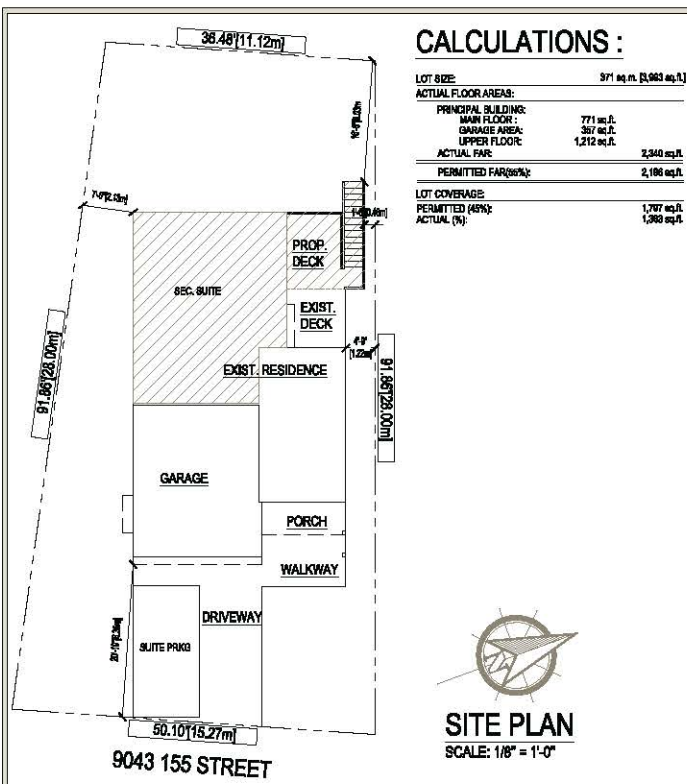 36.48'[11.12m]
CALCULATIONS :
LOT SIZE: 371 sq.m. [3,993 sq.ft.]
ACTUAL FLOOR AREAS:
PRINCIPAL BUILDING:
MAIN FLOOR : 771 sq.ft.
GARAGE AREA: 357 sq.ft.
UPPER FLOOR: 1,212 sq.ft.
ACTUAL FAR: 2,340 sq.ft.
PERMITTED FAR(55%): 2,196 sq.ft.
LOT COVERAGE:
PERMITTED (45%): 1,797 sq.ft.
ACTUAL (%): 1,393 sq.ft.
PROP.
DECK
SEC. SUITE
EXIST.
DECK
[1.22m]
EXIST. RESIDENCE
91.86'[28.00m]
91.86'[28.00m]
GARAGE
PORCH
WALKWAY
DRIVEWAY
SUITE PRKG
50.10'[15.27m]
9043 155 STREET
SITE PLAN
SCALE: 1/8" = 1'-0"